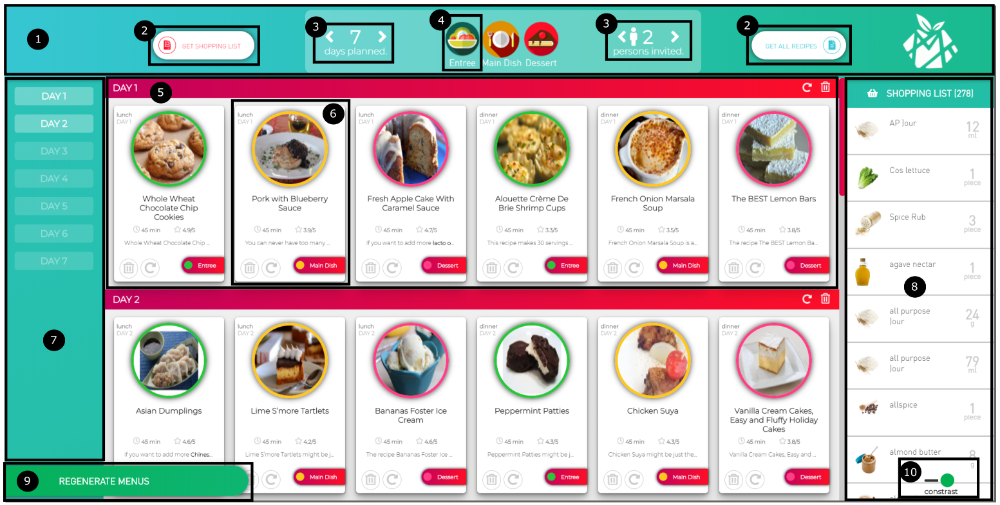 1
2
GET SHOPPING LIST
3
7
days planned.
4
Entree
Main Dish
Dessert
3
2
persons invited.
2
GET ALL RECIPES
DAY 1
DAY 2
DAY 3
DAY 4
DAY 5
DAY 6
DAY 7
7
DAY 1
5
lunch
DAY 1
Whole Wheat
Chocolate Chip
Cookies
45 min
4.9/5
Whole Wheat Chocolate Chip ...
Entree
lunch
DAY 1
6
Pork with Blueberry
Sauce
45 min
3.9/5
You can never have too many ...
Main Dish
lunch
DAY 1
Fresh Apple Cake With
Caramel Sauce
45 min
4.7/5
If you want to add more lacto o...
Dessert
dinner
DAY 1
Alouette Crème De
Brie Shrimp Cups
45 min
3.3/5
This recipe makes 30 servings ...
Entree
dinner
DAY 1
French Onion Marsala
Soup
45 min
3.5/5
French Onion Marsala Soup is a...
Main Dish
dinner
DAY 1
The BEST Lemon Bars
45 min
3.8/5
The recipe The BEST Lemon Ba...
Dessert
DAY 2
lunch
DAY 2
Asian Dumplings
45 min
4.6/5
If you want to add more Chines...
lunch
DAY 2
Lime S'more Tartlets
45 min
4.2/5
Lime S'more Tartlets might be j...
Main Dish
lunch
DAY 2
Bananas Foster Ice
Cream
45 min
4.6/5
The recipe Bananas Foster Ice ...
Dessert
dinner
DAY 2
Peppermint Patties
45 min
4.3/5
Peppermint Patties might be j...
Entree
dinner
DAY 2
Chicken Suya
45 min
4.3/5
Chicken Suya might be just the...
Main Dish
dinner
DAY 2
Vanilla Cream Cakes,
Easy and Fluffy Holiday
Cakes
45 min
3.8/5
Vanilla Cream Cakes, Easy and ...
Dessert
9
REGENERATE MENUS
SHOPPING LIST (278)
AP
12
ml
Cos lettuce
1
piece
Spice Rub
3
piece
agave nectar
1
piece
8
all purpose
24
g
all purpose
79
ml
allspice
1
piece
almond butter
8
g
10
constrast